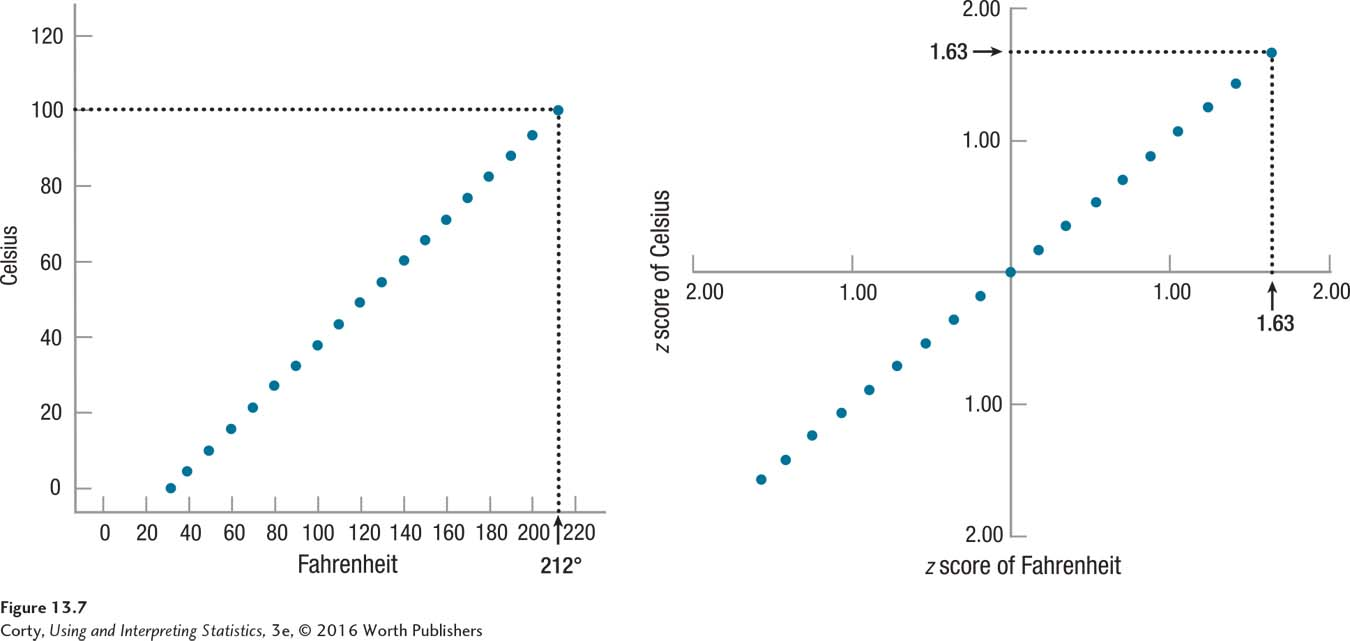 120
100
80
60
40
20
0
Celsius
0 20 40 60 80 100 120 140 160 180 200 220
Fahrenheit
212°
2.00
1.63
1.00
z score of Celsius
2.00 1.00 1.00 2.00
1.63
1.00
2.00
z score of Fahrenheit
Figure 13.7
Corty, Using and Interpreting Statistics, 3e, © 2016 Worth Publishers